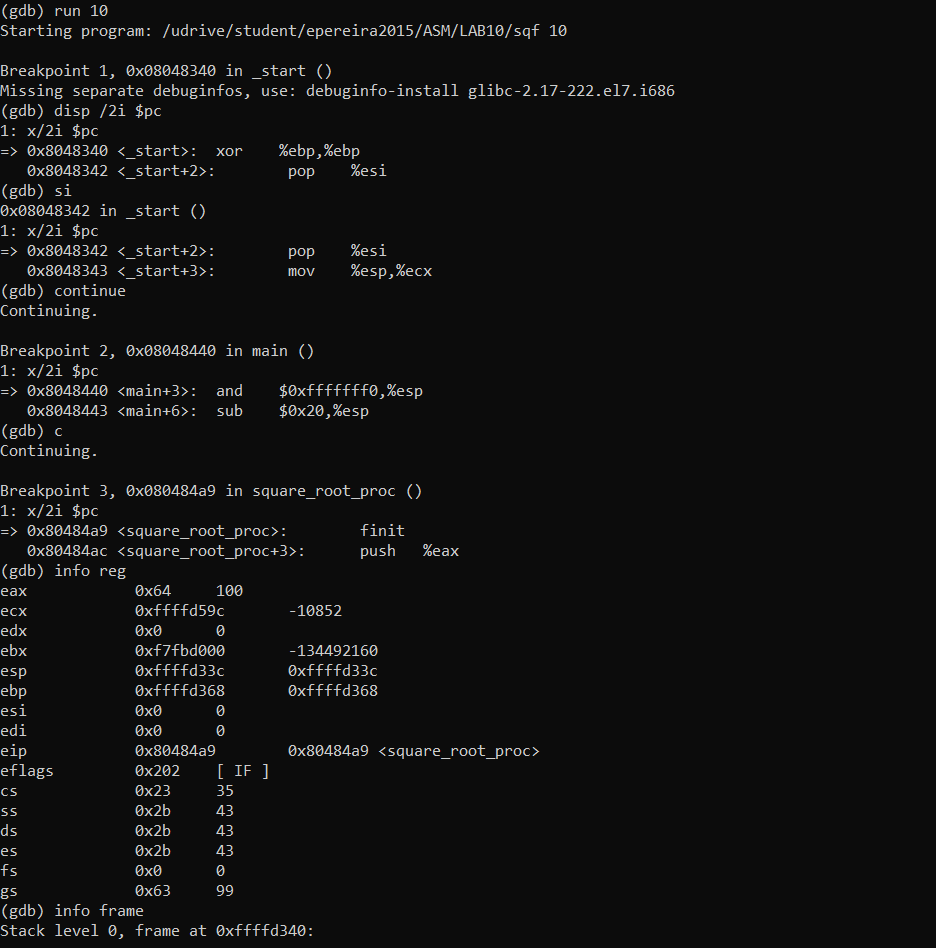 (gdb) run 10
Starting program: /udrive/student/epereira2015/ASM/LAB10/sqf 10

Breakpoint 1, 0x08048340 in _start ()
Missing separate debuginfos, use: debuginfo-install glibc-2.17-222.el7.i686
(gdb) disp /2i $pc
1: x/2i $pc
=> 0x8048340 <_start>:  xor    %ebp,%ebp
   0x8048342 <_start+2>:        pop    %esi
(gdb) si
0x08048342 in _start ()
1: x/2i $pc
=> 0x8048342 <_start+2>:        pop    %esi
   0x8048343 <_start+3>:        mov    %esp,%ecx
(gdb) continue
Continuing.

Breakpoint 2, 0x08048440 in main ()
1: x/2i $pc
=> 0x8048440 <main+3>:  and    $0xfffffff0,%esp
   0x8048443 <main+6>:  sub    $0x20,%esp
(gdb) c
Continuing.

Breakpoint 3, 0x080484a9 in square_root_proc ()
1: x/2i $pc
=> 0x80484a9 <square_root_proc>:        finit
   0x80484ac <square_root_proc+3>:      push   %eax
(gdb) info reg
eax            0x64     100
ecx            0xffffd59c       -10852
edx            0x0      0
ebx            0xf7fbd000       -134492160
esp            0xffffd33c       0xffffd33c
ebp            0xffffd368       0xffffd368
esi            0x0      0
edi            0x0      0
eip            0x80484a9        0x80484a9 <square_root_proc>
eflags         0x202    [ IF ]
cs             0x23     35
ss             0x2b     43
ds             0x2b     43
es             0x2b     43
fs             0x0      0
gs             0x63     99
(gdb) info frame
Stack level 0, frame at 0xffffd340: